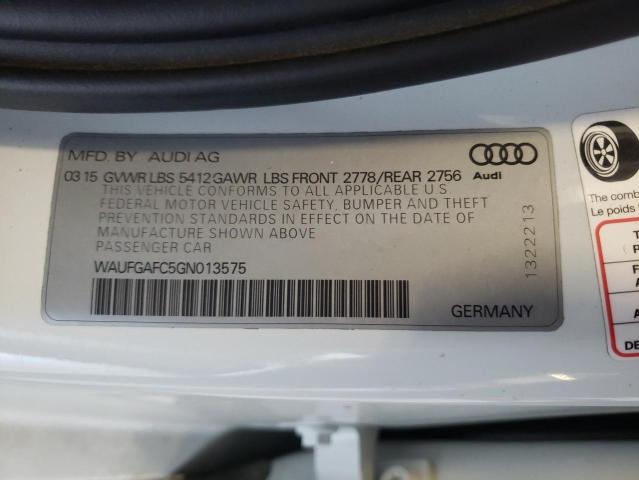 MFD. BY AUDI AG
Audi
03 15 GVWR LBS 5412 GAWR LBS FRONT 2778/REAR 2756
THIS VEHICLE CONFORMS TO ALL APPLICABLE U.S
FEDERAL MOTOR VEHICLE SAFETY, BUMPER AND THEFT
PREVENTION STANDARDS IN EFFECT ON THE DATE OF
MANUFACTURE SHOWN ABOVE
PASSENGER CAR
WAUFGAFC5GN013575
GERMANY
1322213
The com
Le poids